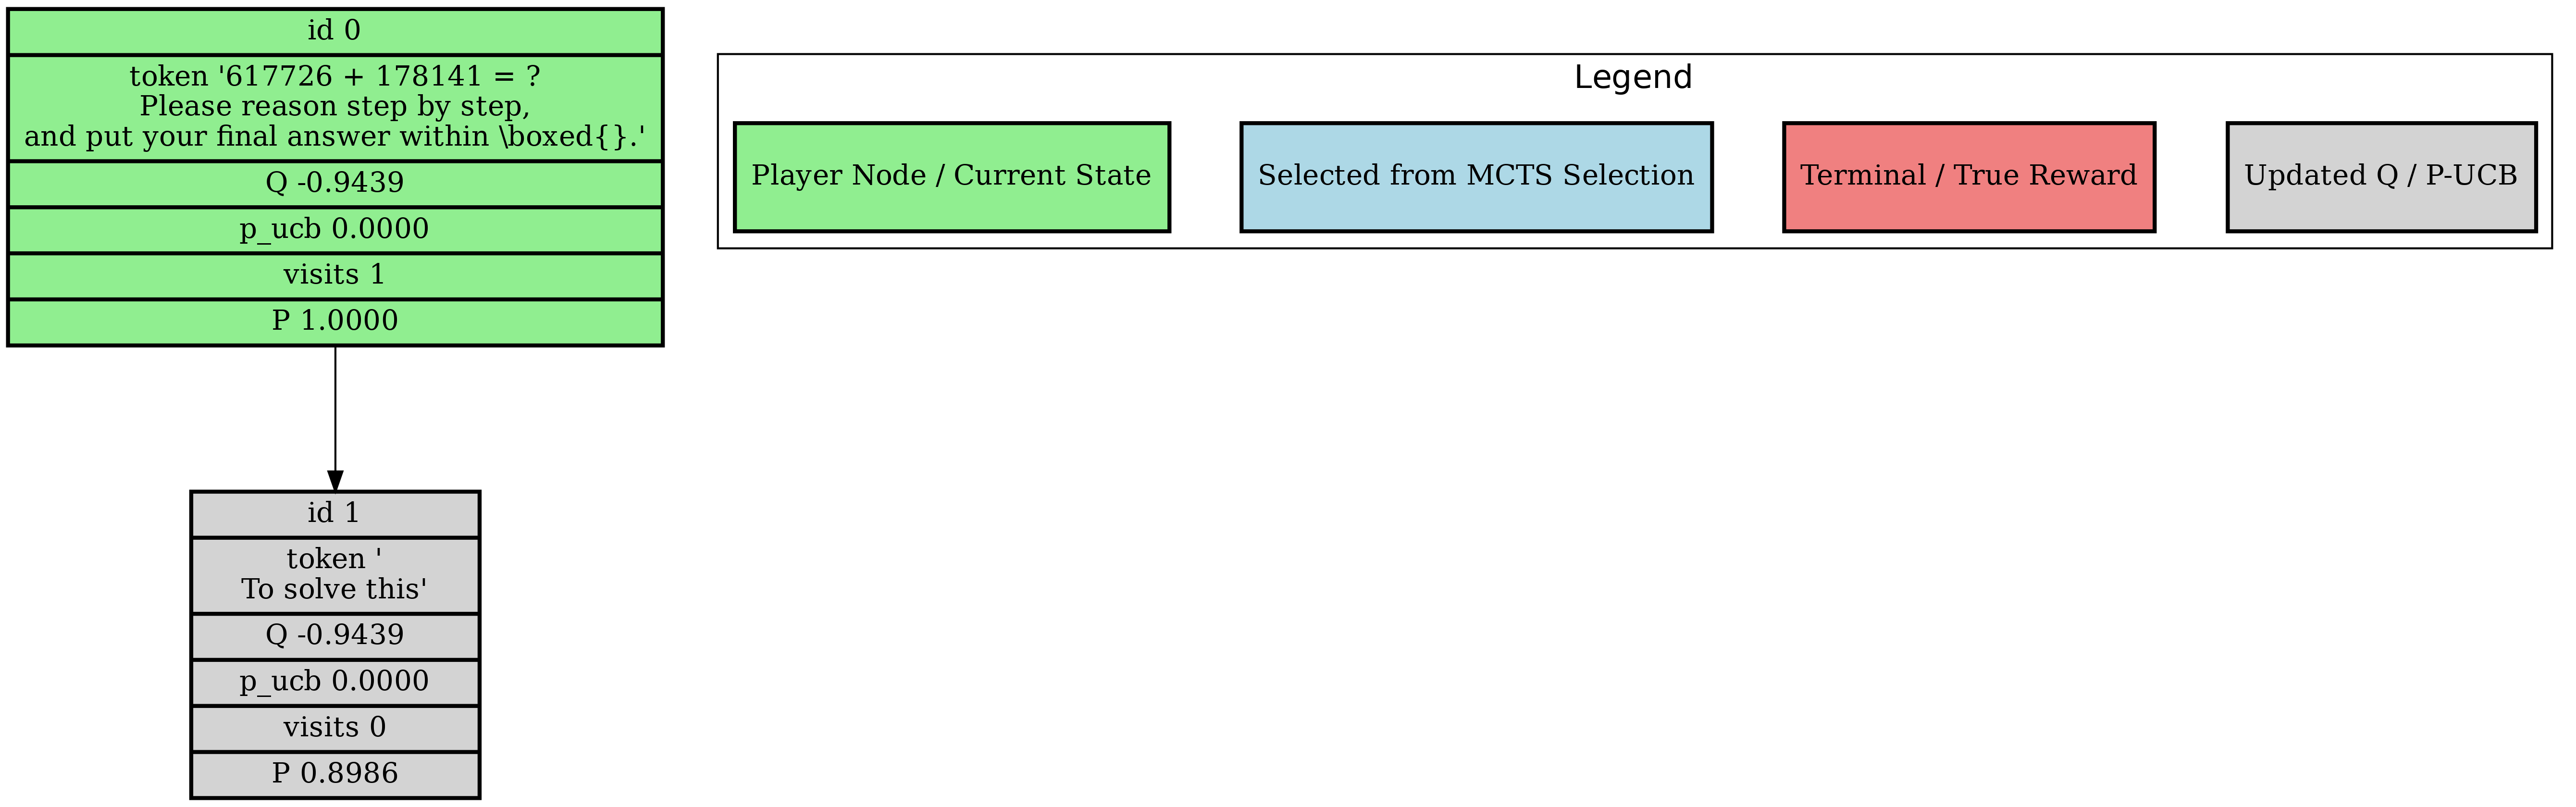 id 0
token '617726 + 178141 = ?
Please reason step by step,
and put your final answer within \boxed{}.'
Q -0.9439
p_ucb 0.0000
visits 1
P 1.0000
Legend
Player Node / Current State
Selected from MCTS Selection
Terminal / True Reward
Updated Q / P-UCB
id 1
token '
To solve this'
Q -0.9439
p_ucb 0.0000
visits 0
P 0.8986